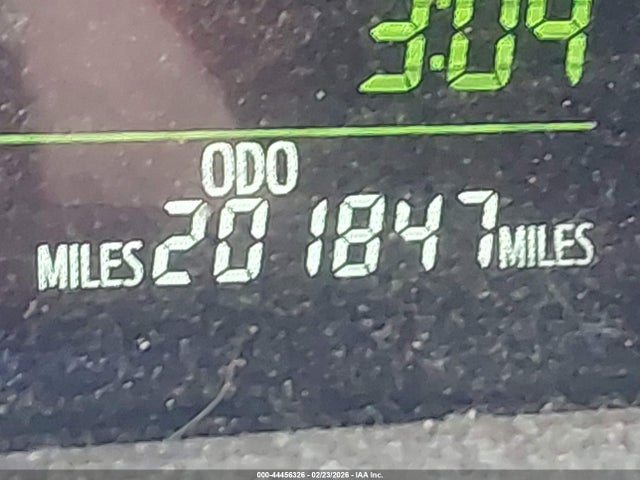 3:04
ODO
MILES 201847 MILES
000-44456326 - 02/23/2026 - IAA Inc.